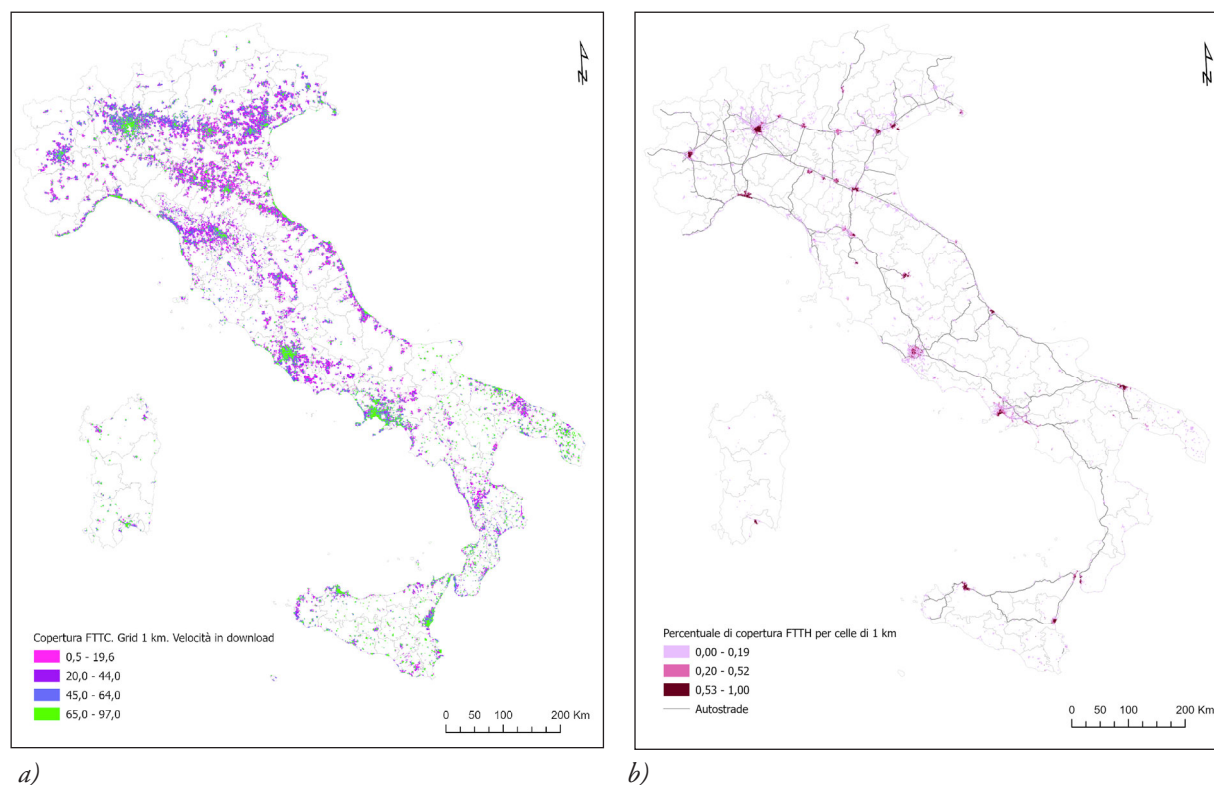 N
Copertura FTTC. Grid 1 km. Velocità in download
0,5 - 19,6
20,0 - 44,0
45,0 - 64,0
65,0 - 97,0
0 50 100 200 Km
a)
N
Percentuale di copertura FTTH per celle di 1 km
0,00 - 0,19
0,20 - 0,52
0,53 - 1,00
Autostrade
0 50 100 200 Km
b)